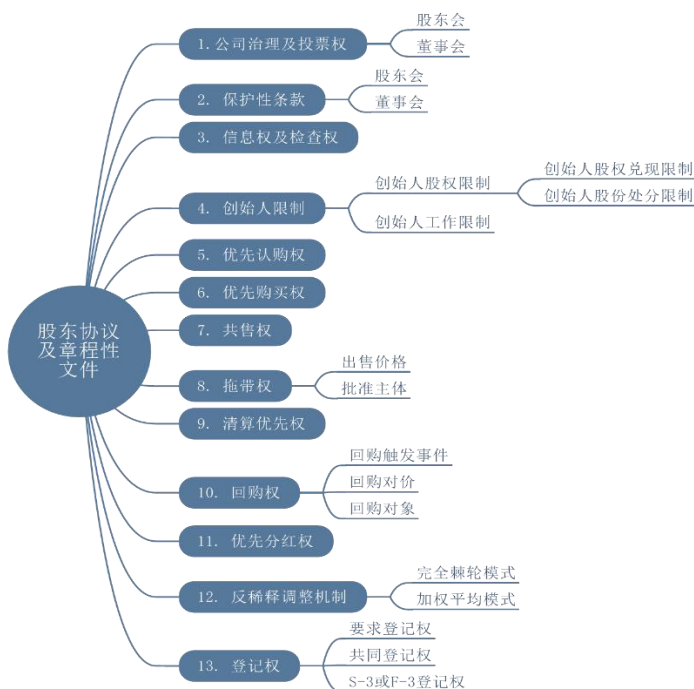 股东协议
及章程性
文件
1.公司治理及投票权
股东会
董事会
2. 保护性条款
股东会
董事会
3. 信息权及检查权
4. 创始人限制
创始人股权限制
创始人股权兑现限制
创始人股份处分限制
创始人工作限制
5. 优先认购权
6. 优先购买权
7. 共售权
8. 拖带权
出售价格
批准主体
9. 清算优先权
10. 回购权
回购触发事件
回购对价
回购对象
11. 优先分红权
12. 反稀释调整机制
完全棘轮模式
加权平均模式
13. 登记权
要求登记权
共同登记权
S-3或F-3登记权